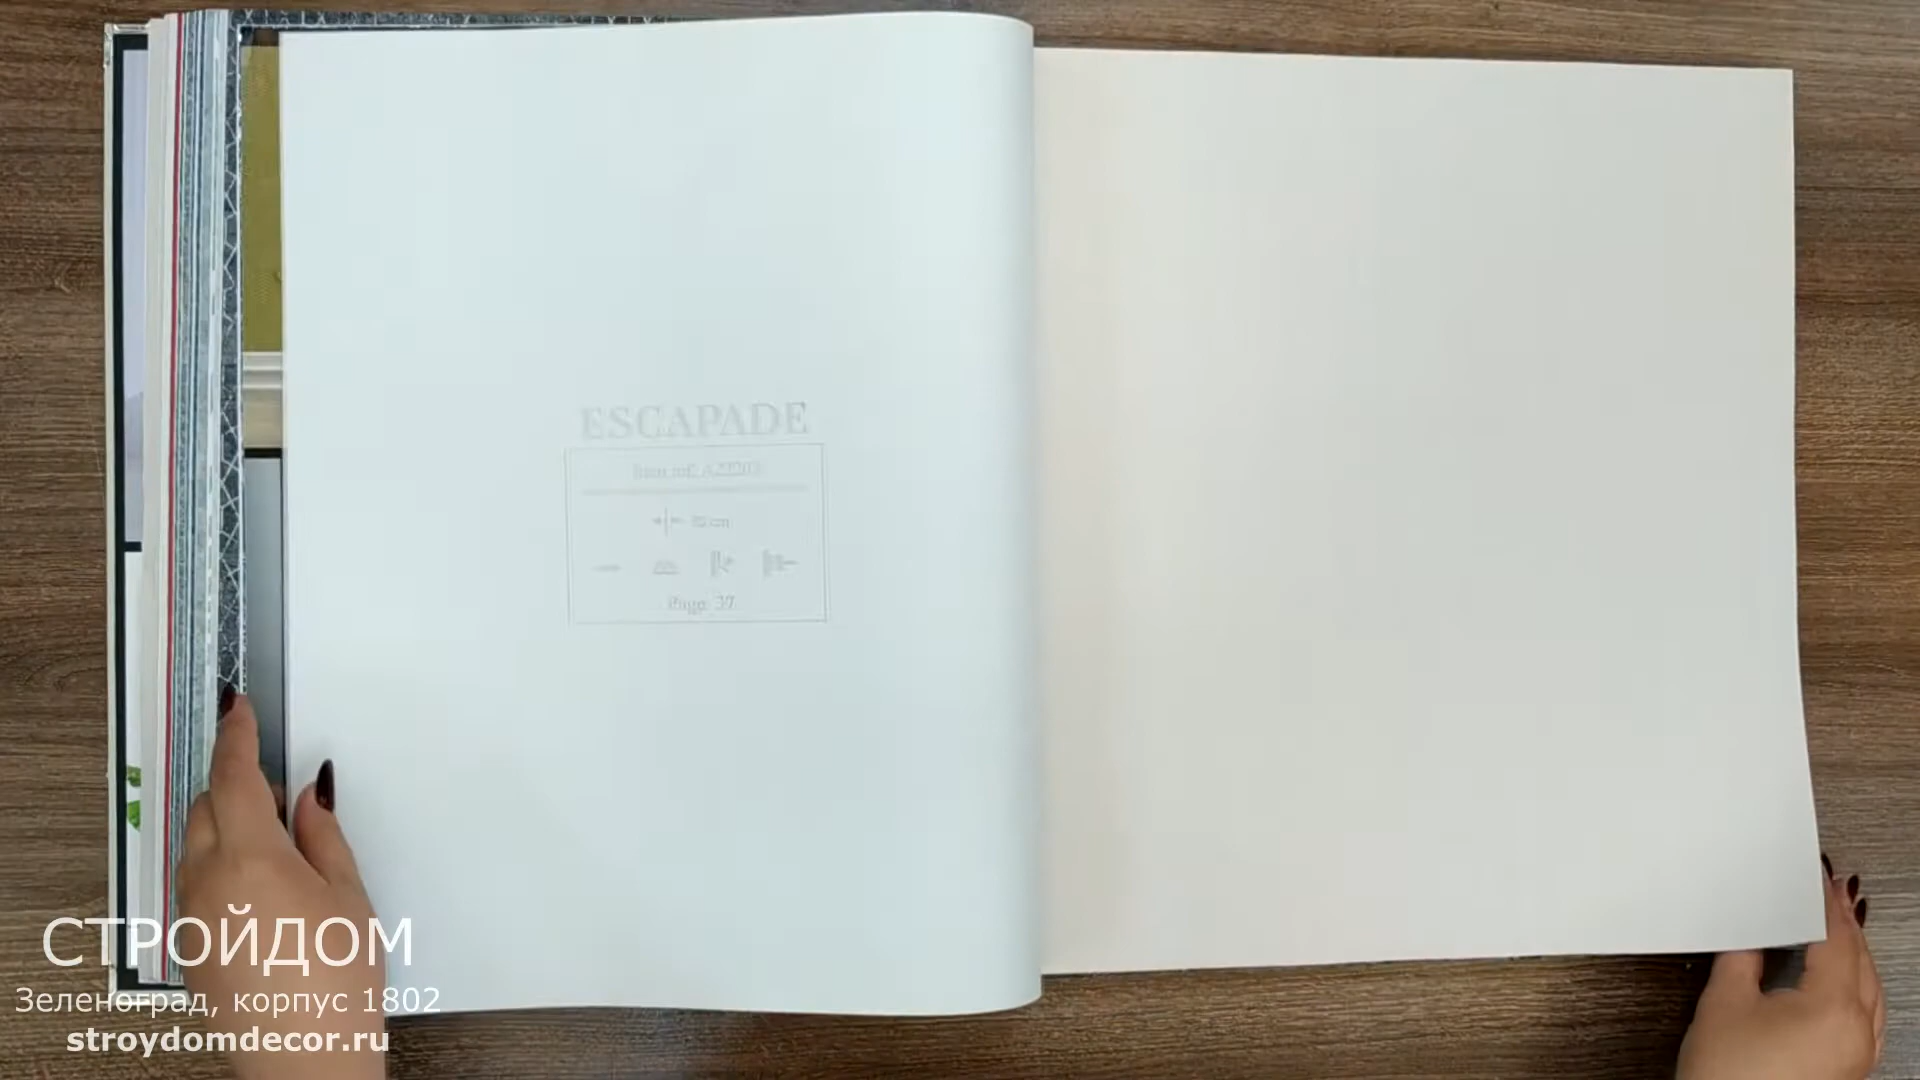 ESCAPADE
Page: 37
СТРОЙДОМ
Зеленоград, корпус 1802
stroydomdecor.ru